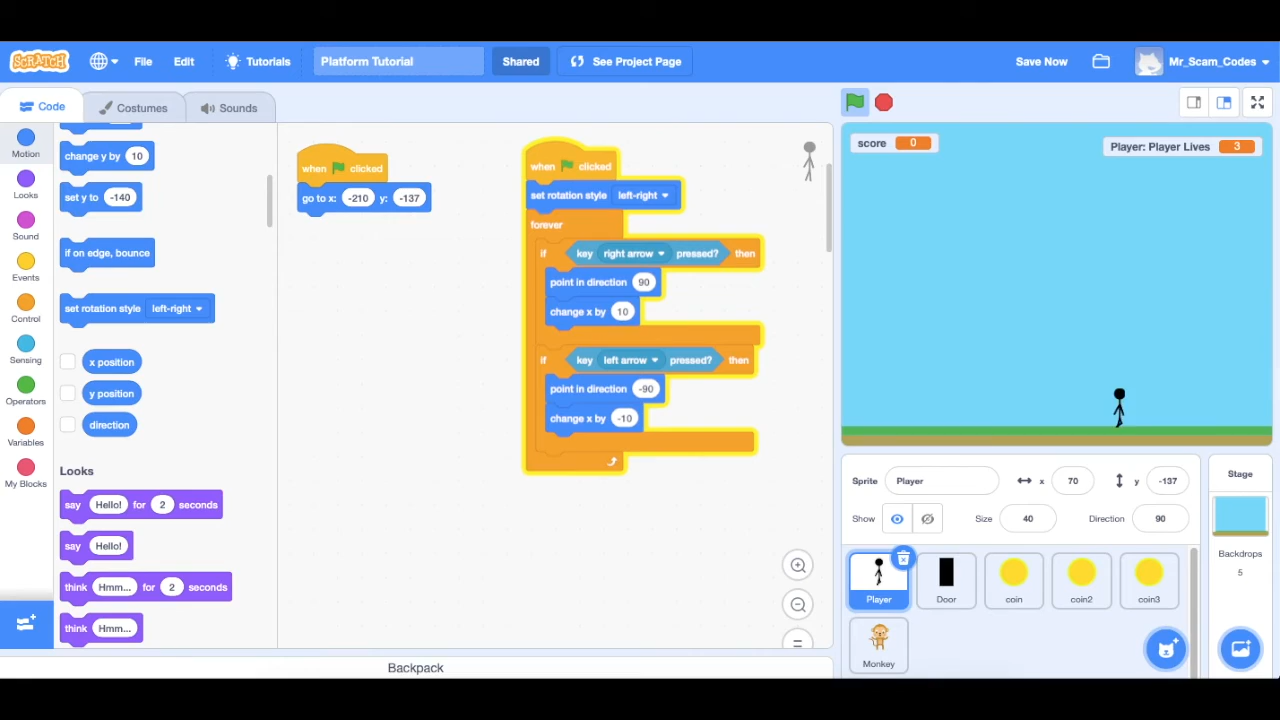 SCRATCH
File
Edit
Tutorials
Platform Tutorial
Shared
See Project Page
Save Now
Mr_Scam_Codes
Code
Costumes
Sounds
Motion
Looks
Sound
Events
Control
Sensing
Operators
Variables
My Blocks
change y by 10
set y to -140
if on edge, bounce
set rotation style left-right
x position
y position
direction
Looks
say Hello! for 2 seconds
say Hello!
think Hmm... for 2 seconds
think Hmm...
when clicked
go to x: -210 y: -137
when clicked
set rotation style left-right
forever
if key right arrow pressed? then
point in direction 90
change x by 10
if key left arrow pressed? then
point in direction -90
change x by -10
Backpack
score 0
Player: Player Lives 3
Sprite Player x 70 y -137
Show Size 40 Direction 90
Player
Door
coin
coin2
coin3
Monkey
Stage
Backdrops
5